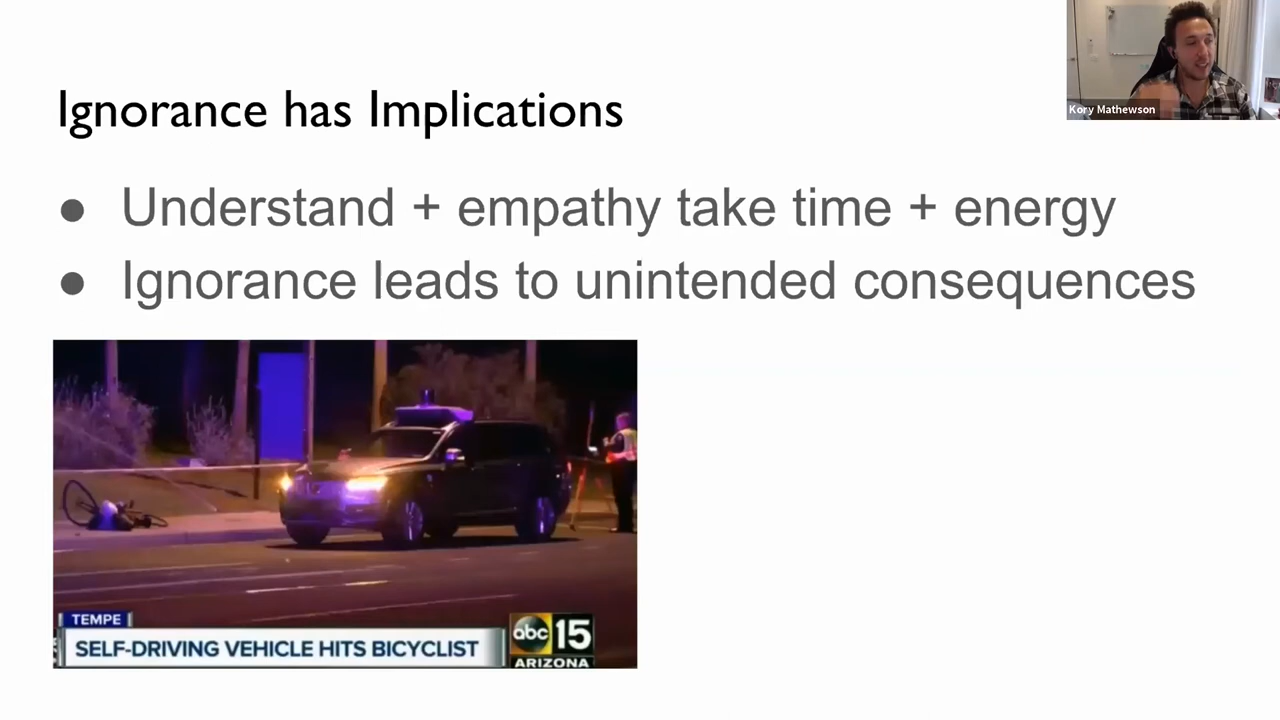 Ignorance has Implications
Kory Mathewson
● Understand + empathy take time + energy
● Ignorance leads to unintended consequences
TEMPE
SELF-DRIVING VEHICLE HITS BICYCLIST
abc 15
ARIZONA